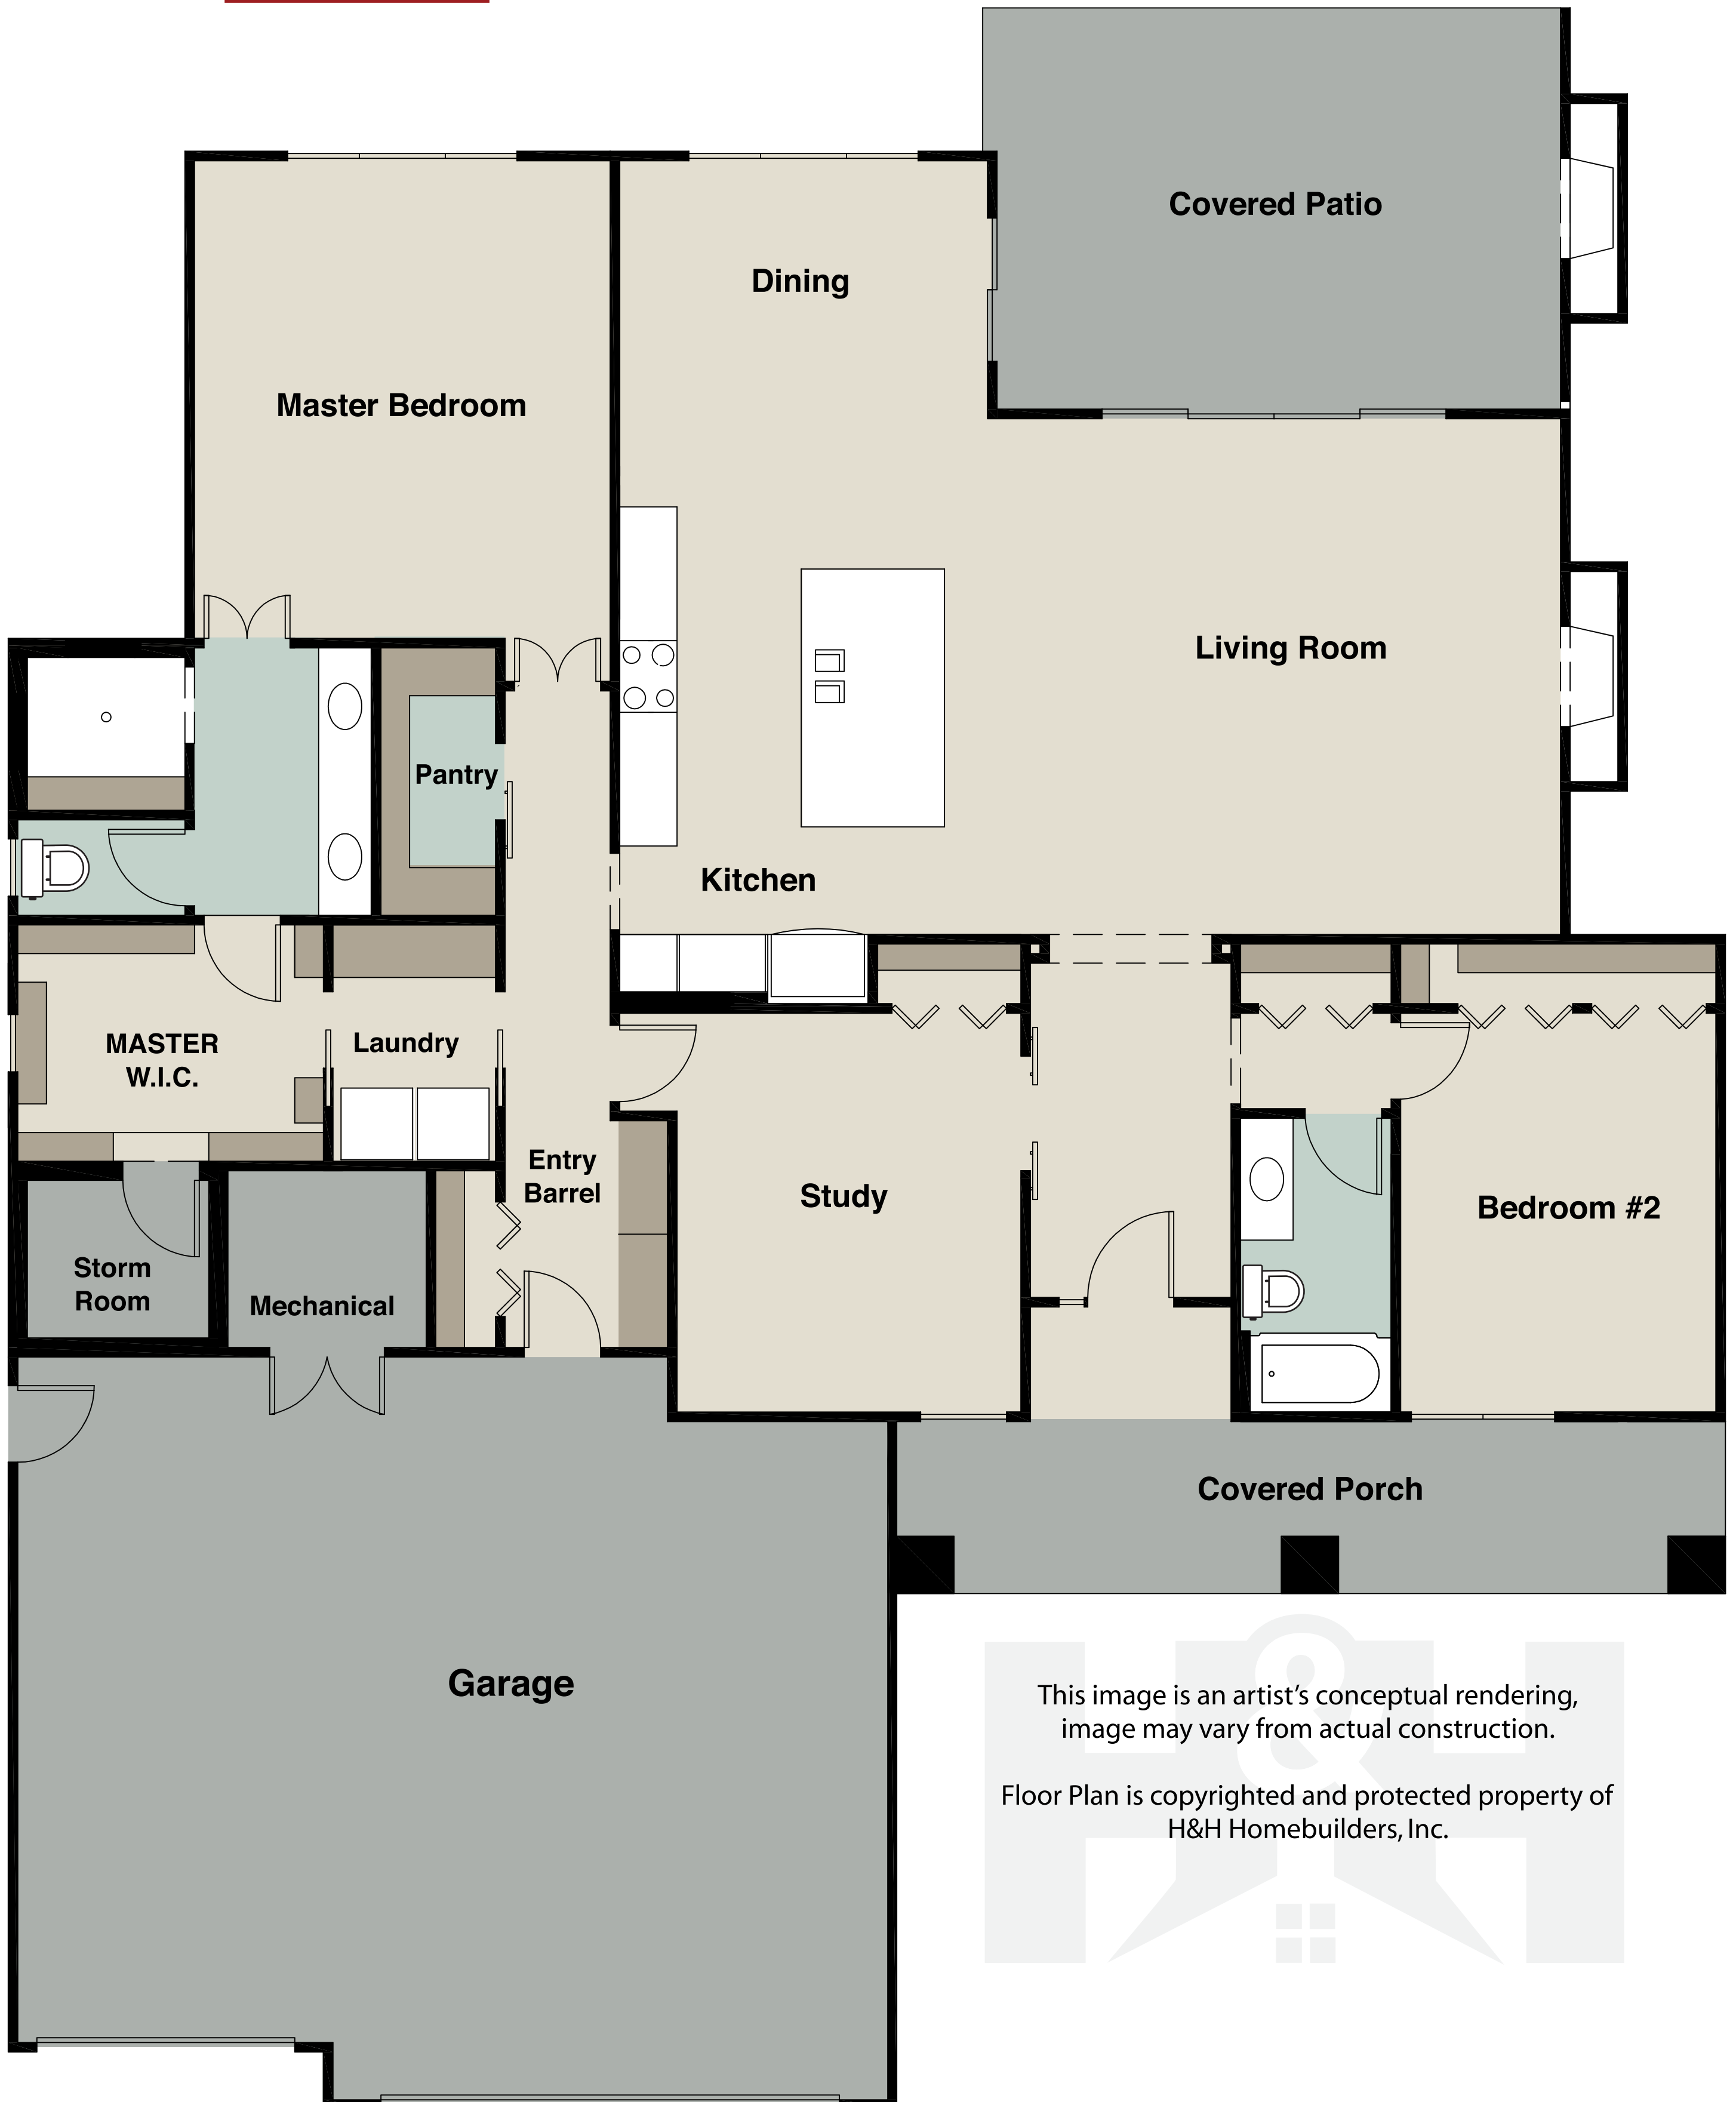 Covered Patio
Dining
Master Bedroom
Living Room
Pantry
Kitchen
MASTER
W.I.C.
Laundry
Entry
Barrel
Study
Bedroom #2
Storm
Room
Mechanical
Covered Porch
Garage
This image is an artist’s conceptual rendering,
image may vary from actual construction.
Floor Plan is copyrighted and protected property of
H&H Homebuilders, Inc.
H&H